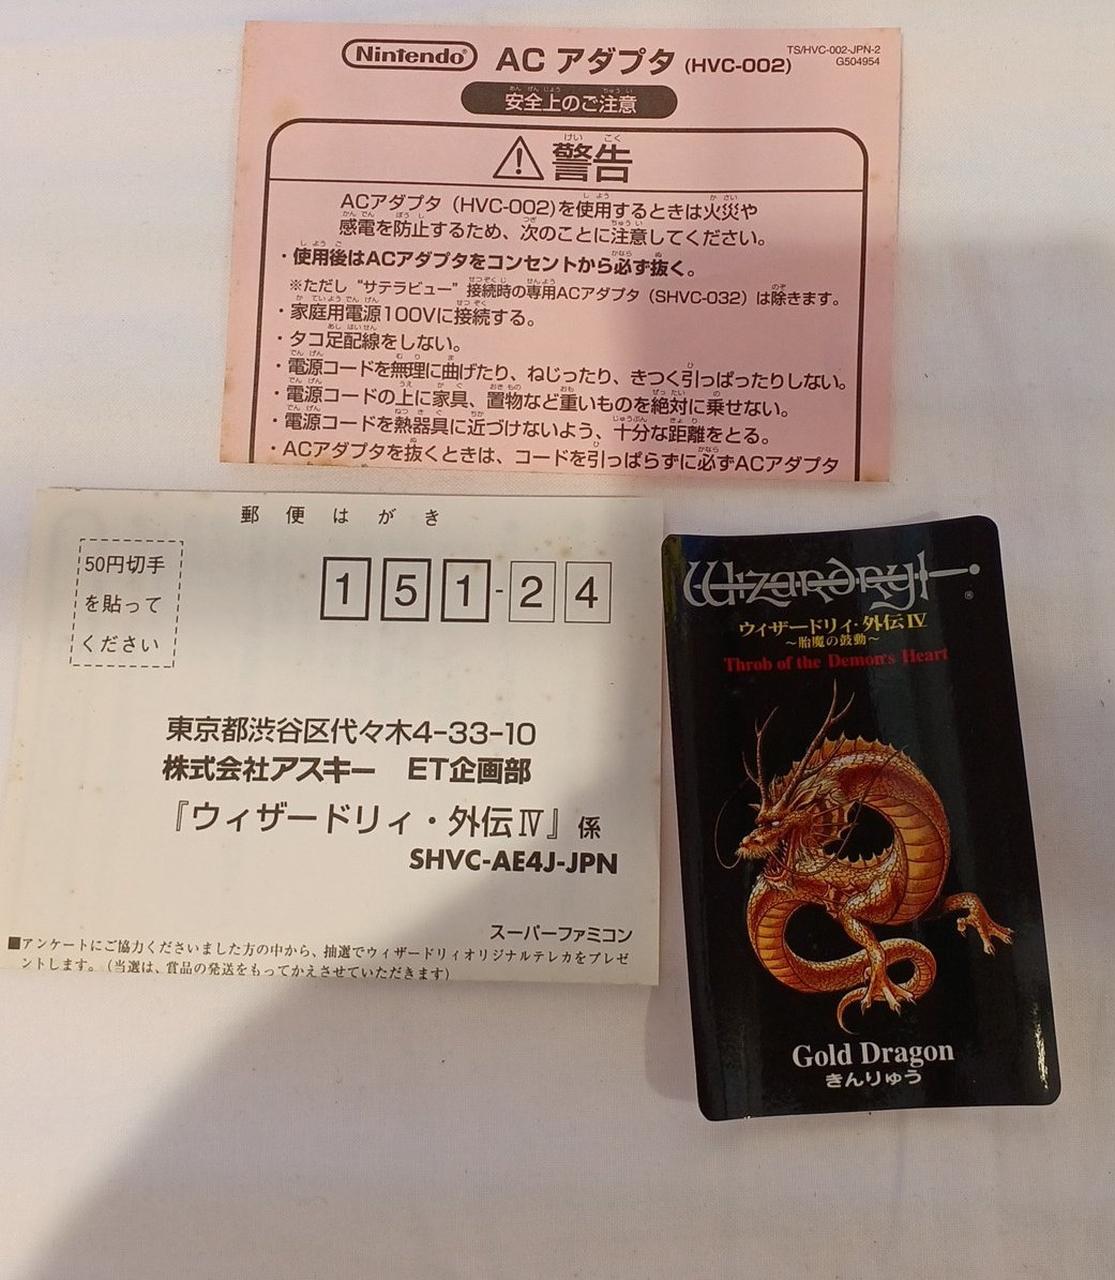 Nintendo® AC アダプタ (HVC-002)
TS/HVC-002-JPN-2
G504954
安全上のご注意
警告
ACアダプタ（HVC-002)を使用するときは火災や
感電を防止するため、次のことに注意してください。
・使用後はACアダプタをコンセントから必ず抜く。
※ただし“サテラビュー”接続時の専用ACアダプタ（SHVC-032）は除きます。
・家庭用電源100Vに接続する。
・タコ足配線をしない。
・電源コードを無理に曲げたり、ねじったり、きつく引っぱったりしない。
・電源コードの上に家具、置物など重いものを絶対に乗せない。
・電源コードを熱器具に近づけないよう、十分な距離をとる。
・ACアダプタを抜くときは、コードを引っぱらずに必ずACアダプタ
郵便はがき
50円切手
を貼って
ください
151-24
東京都渋谷区代々木4-33-10
株式会社アスキー ET企画部
『ウィザードリィ・外伝Ⅳ』係
SHVC-AE4J-JPN
スーパーファミコン
■アンケートにご協力くださいました方の中から、抽選でウィザードリィオリジナルテレカをプレゼ
ントします。（当選は、賞品の発送をもってかえさせていただきます）
Wizardry®
ウィザードリィ・外伝Ⅳ
～胎魔の鼓動～
Throb of the Demon's Heart
Gold Dragon
きんりゅう